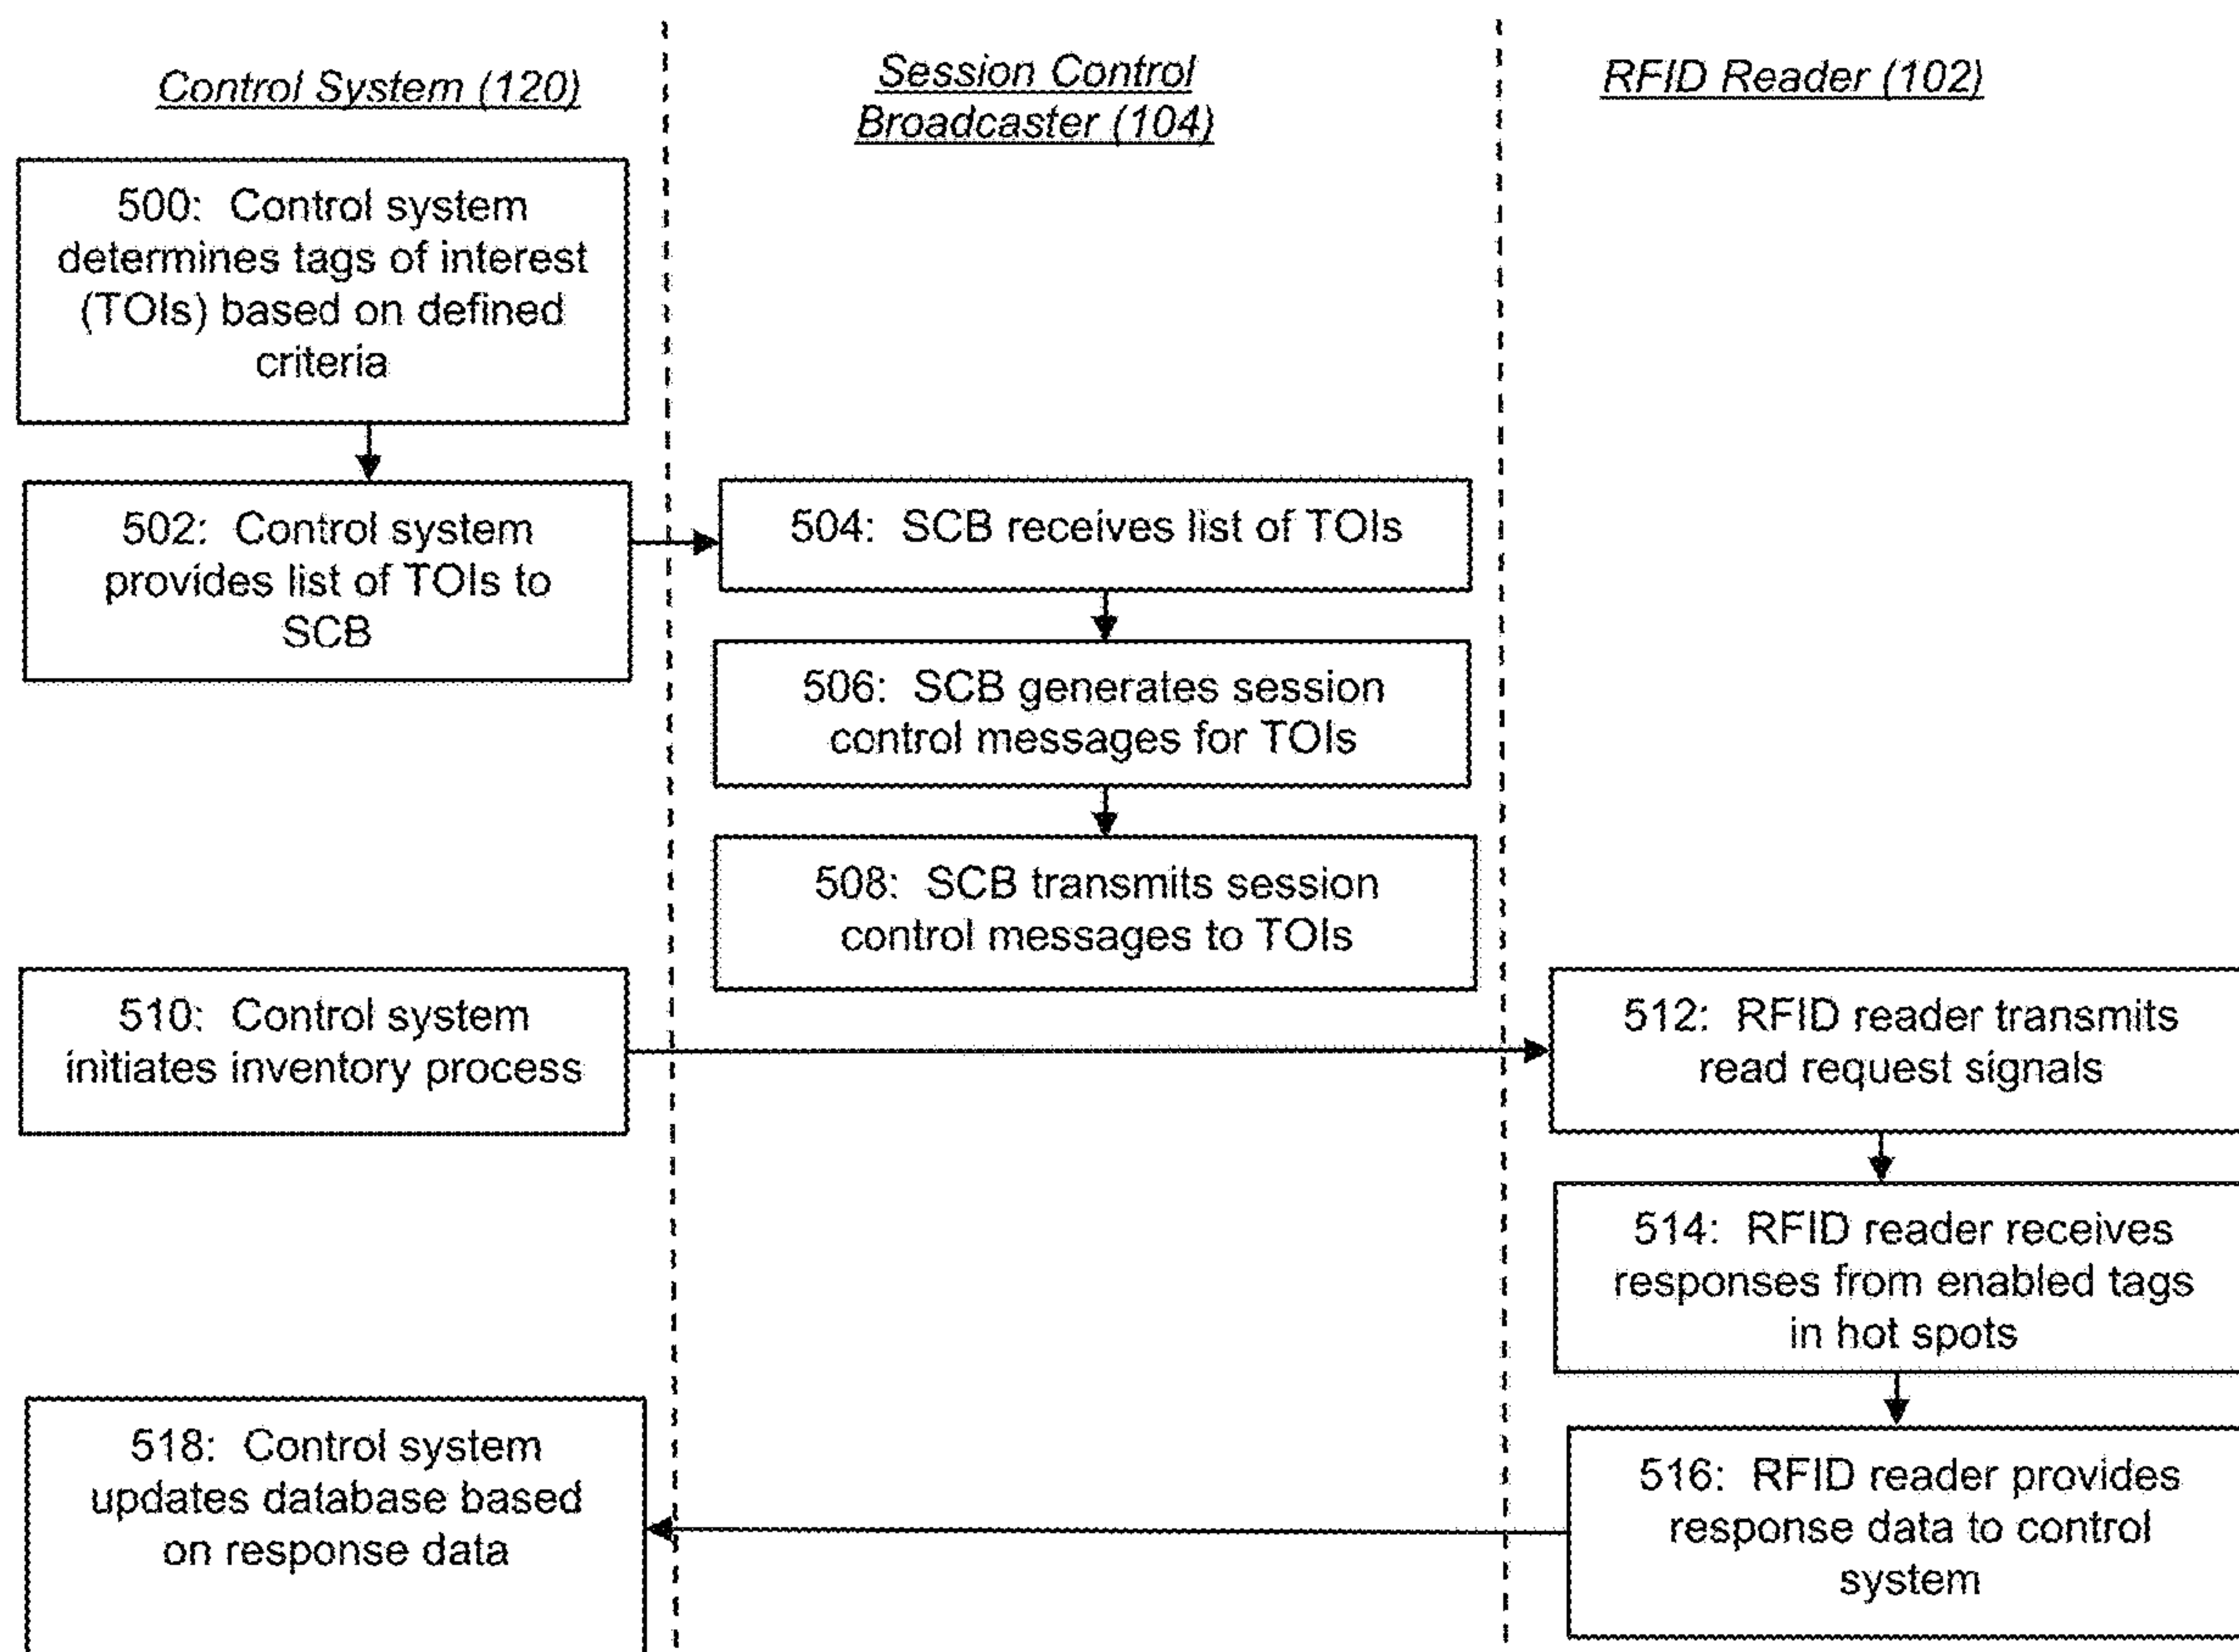 Control System (120)
Session Control
Broadcaster (104)
RFID Reader (102)
500: Control system
determines tags of interest
(TOIs) based on defined
criteria
502: Control system
provides list of TOIs to
SCB
504: SCB receives list of TOIs
506: SCB generates session
control messages for TOIs
508: SCB transmits session
control messages to TOIs
510: Control system
initiates inventory process
512: RFID reader transmits
read request signals
514: RFID reader receives
responses from enabled tags
in hot spots
516: RFID reader provides
response data to control
system
518: Control system
updates database based
on response data